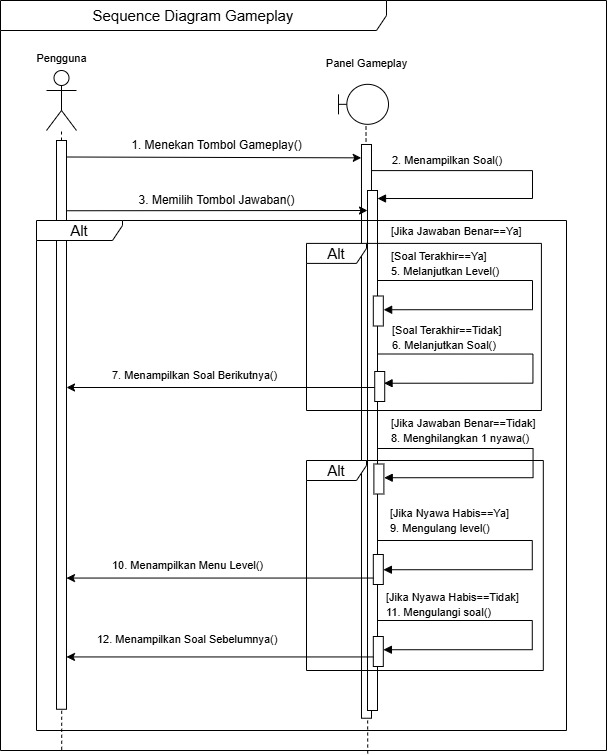 Sequence Diagram Gameplay
Pengguna
Panel Gameplay
1. Menekan Tombol Gameplay()
2. Menampilkan Soal()
3. Memilih Tombol Jawaban()
Alt
[Jika Jawaban Benar==Ya]
Alt
[Soal Terakhir==Ya]
5. Melanjutkan Level()
[Soal Terakhir==Tidak]
6. Melanjutkan Soal()
7. Menampilkan Soal Berikutnya()
[Jika Jawaban Benar==Tidak]
8. Menghilangkan 1 nyawa()
Alt
[Jika Nyawa Habis==Ya]
9. Mengulang level()
10. Menampilkan Menu Level()
[Jika Nyawa Habis==Tidak]
11. Mengulangi soal()
12. Menampilkan Soal Sebelumnya()